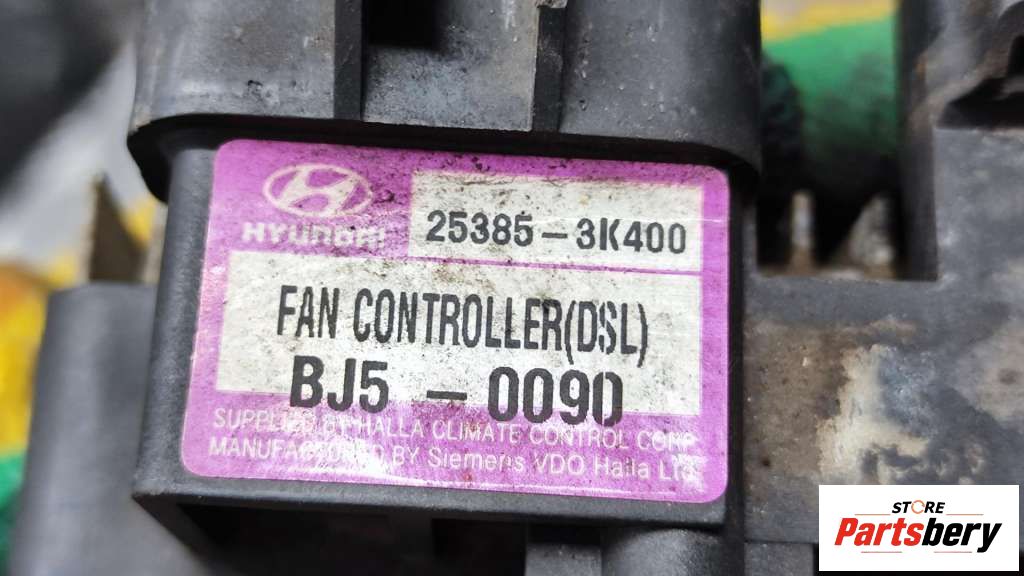 HYUNDAI
25385-3K400
FAN CONTROLLER(DSL)
BJ5 - 0090
SUPPLIED BY HALLA CLIMATE CONTROL CORP
MANUFACTURED BY Siemens VDO Halla Ltd.
STORE
Partsbery